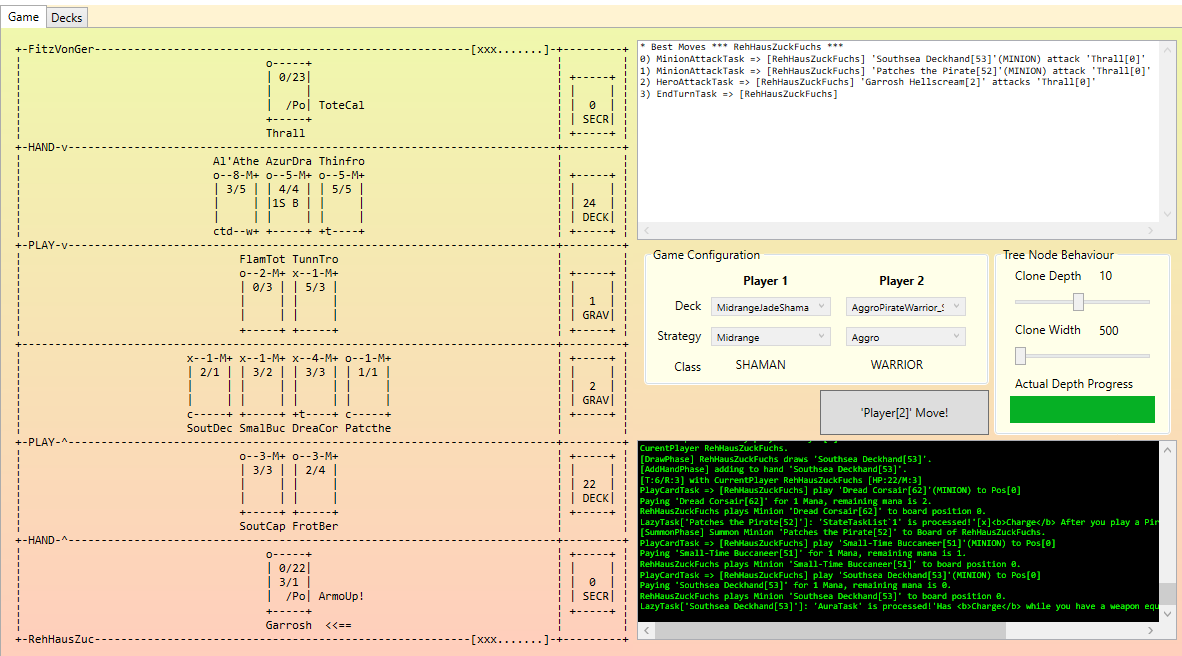 Game Decks
+-FitzVonGer-[xxx.......]-+--------+
o-----+
| 0/23| +-----+
| | | |
| /Po| ToteCal | 0 |
+-----+ | SECR|
Thrall +-----+
+-HAND-v
Al'Athe AzurDra Thinfro
o--8-M+ o--5-M+ o--5-M+ +-----+
| 3/5 | | 4/4 | | 5/5 | | |
| | |1S B | | | | 24 |
| | | | | | | DECK|
ctd--w+ +-----+ +t----+ +-----+
+-PLAY-v
FlamTot TunnTro
o--2-M+ x--1-M+ +-----+
| 0/3 | | 5/3 | | |
| | | | | 1 |
| | | | | GRAV|
+-----+ +-----+ +-----+
x--1-M+ x--1-M+ x--4-M+ o--1-M+ +-----+
| 2/1 | | 3/2 | | 3/3 | | 1/1 | | |
| | | | | | | | | 2 |
| | | | | | | | | GRAV|
c-----+ +-----+ +t----+ c-----+ +-----+
SoutDec SmalBuc DreaCor Patcthe
+-PLAY-^
o--3-M+ o--3-M+ +-----+
| 3/3 | | 2/4 | | |
| | | | | 22 |
| | | | | DECK|
+-----+ +-----+ +-----+
SoutCap FrotBer
+-HAND-^
o-----+ +-----+
| 0/22| | |
| 3/1 | | 0 |
| /Po| ArmoUp! | SECR|
+-----+ +-----+
Garrosh <<==
+-RehHausZuc-[xxx.......]-+--------+
* Best Moves *** RehHausZuckFuchs ***
0) MinionAttackTask => [RehHausZuckFuchs] 'Southsea Deckhand[53]'(MINION) attack 'Thrall[0]'
1) MinionAttackTask => [RehHausZuckFuchs] 'Patches the Pirate[52]'(MINION) attack 'Thrall[0]'
2) HeroAttackTask => [RehHausZuckFuchs] 'Garrosh Hellscream[2]' attacks 'Thrall[0]'
3) EndTurnTask => [RehHausZuckFuchs]
Game Configuration
Player 1 Player 2
Deck MidrangeJadeShama AggroPirateWarrior_
Strategy Midrange Aggro
Class SHAMAN WARRIOR
'Player[2]' Move!
Tree Node Behaviour
Clone Depth 10
Clone Width 500
Actual Depth Progress
CurentPlayer RehHausZuckFuchs.
[DrawPhase] RehHausZuckFuchs draws 'Southsea Deckhand[53]'.
[AddHandPhase] adding to hand 'Southsea Deckhand[53]'.
[T:6/R:3] with CurrentPlayer RehHausZuckFuchs [HP:22/M:3]
PlayCardTask => [RehHausZuckFuchs] play 'Dread Corsair[62]'(MINION) to Pos[0]
Paying 'Dread Corsair[62]' for 1 Mana, remaining mana is 2.
RehHausZuckFuchs plays Minion 'Dread Corsair[62]' to board position 0.
LazyTask['Patches the Pirate[52]']: 'StateTaskList`1' is processed!'[x]<b>Charge</b> After you play a Pir
[SummonPhase] Summon Minion 'Patches the Pirate[52]' to Board of RehHausZuckFuchs.
PlayCardTask => [RehHausZuckFuchs] play 'Small-Time Buccaneer[51]'(MINION) to Pos[0]
Paying 'Small-Time Buccaneer[51]' for 1 Mana, remaining mana is 1.
RehHausZuckFuchs plays Minion 'Small-Time Buccaneer[51]' to board position 0.
PlayCardTask => [RehHausZuckFuchs] play 'Southsea Deckhand[53]'(MINION) to Pos[0]
Paying 'Southsea Deckhand[53]' for 1 Mana, remaining mana is 0.
RehHausZuckFuchs plays Minion 'Southsea Deckhand[53]' to board position 0.
LazyTask['Southsea Deckhand[53]']: 'AuraTask' is processed!'Has <b>Charge</b> while you have a weapon equ